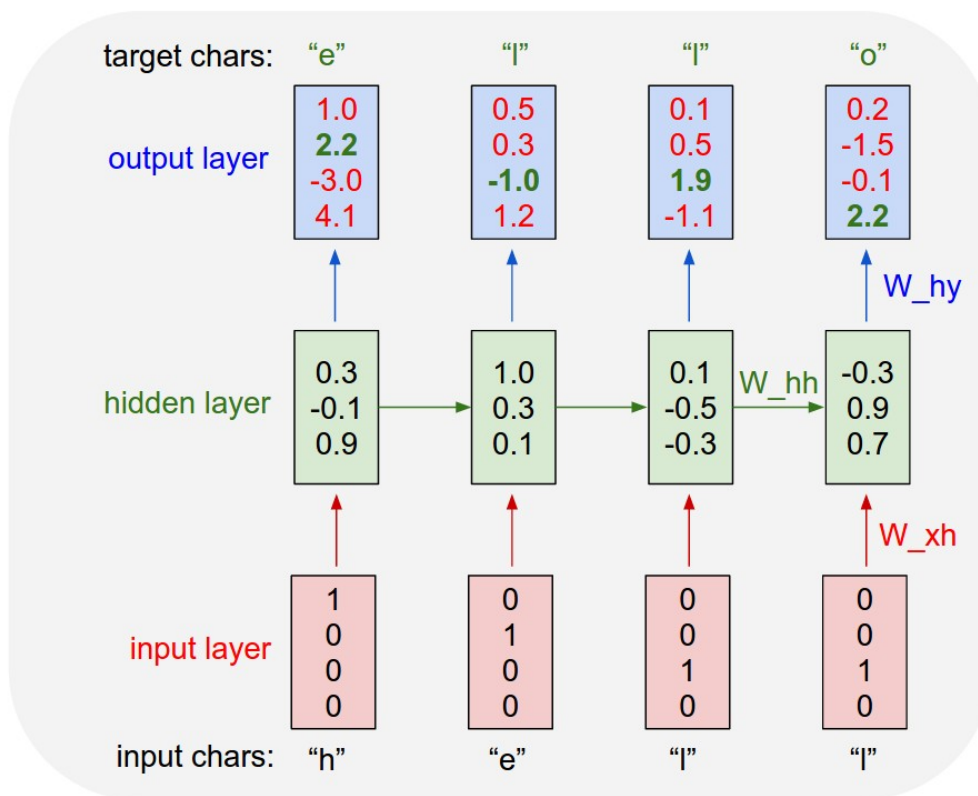 target chars: “e” “l” “l” “o”
output layer
1.0 0.5 0.1 0.2
2.2 0.3 0.5 -1.5
-3.0 -1.0 1.9 -0.1
4.1 1.2 -1.1 2.2
W_hy
hidden layer
0.3 1.0 0.1 W_hh -0.3
-0.1 0.3 -0.5 0.9
0.9 0.1 -0.3 0.7
W_xh
input layer
1 0 0 0
0 1 0 0
0 0 1 1
0 0 0 0
input chars: “h” “e” “l” “l”